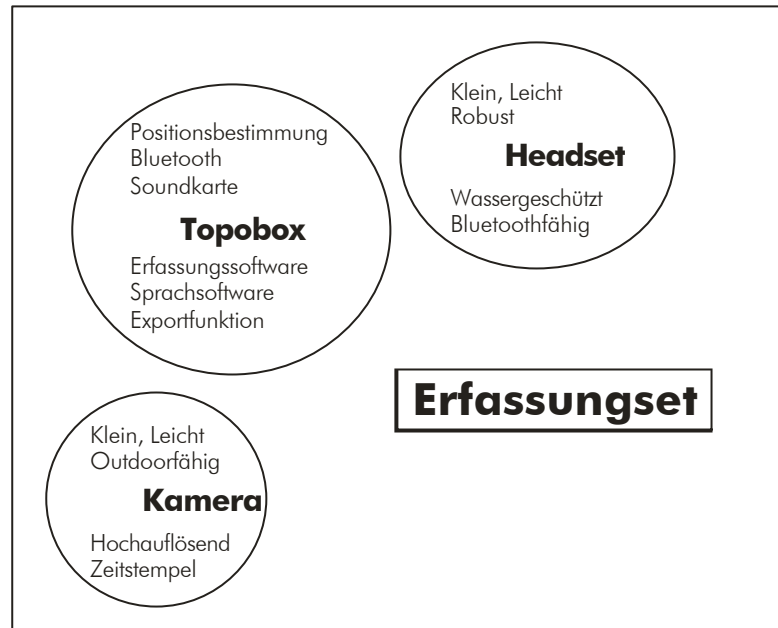 Positionsbestimmung
Bluetooth
Soundkarte
Topobox
Erfassungssoftware
Sprachsoftware
Exportfunktion
Klein, Leicht
Robust
Headset
Wassergeschützt
Bluetoothfähig
Erfassungset
Klein, Leicht
Outdoorfähig
Kamera
Hochauflösend
Zeitstempel